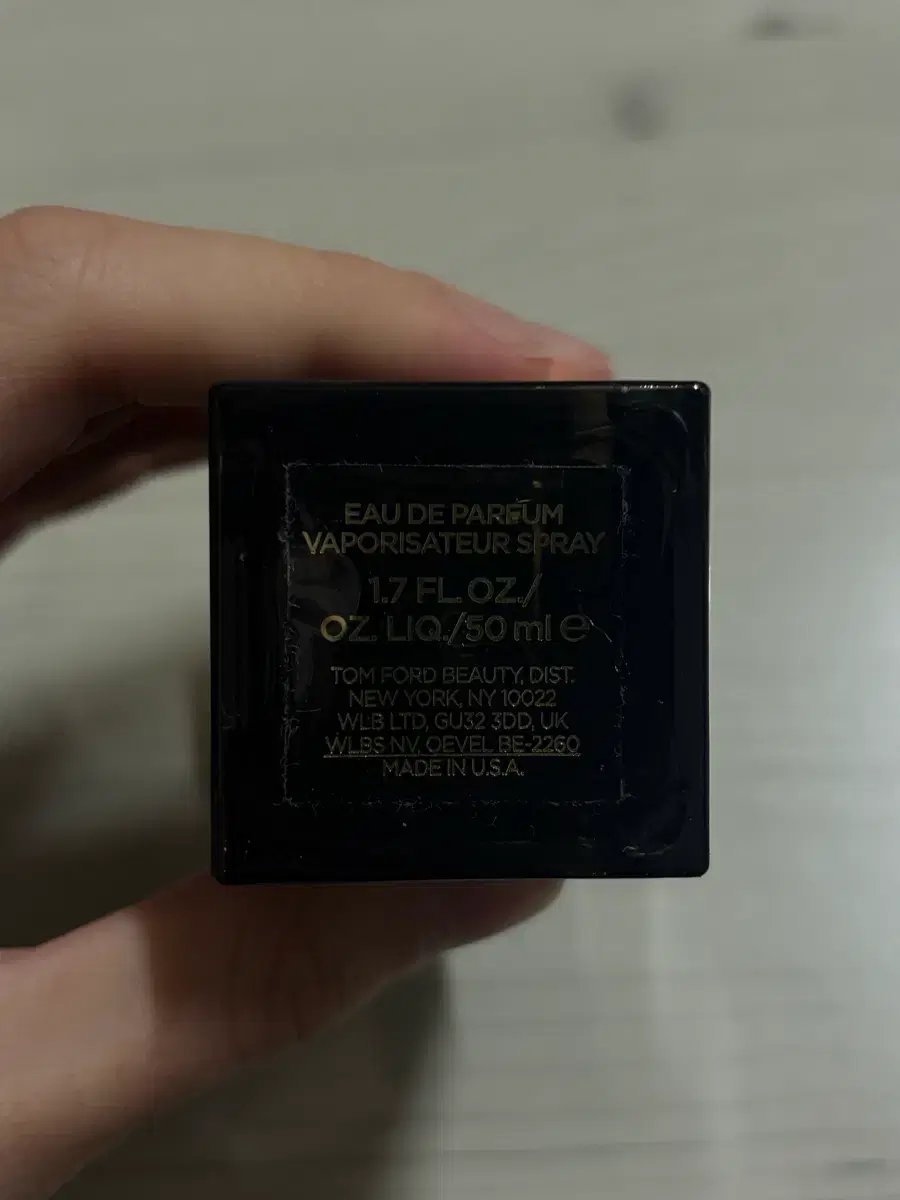 EAU DE PARFUM
VAPORISATEUR SPRAY
1.7 FL. OZ./
OZ. LIQ./50 ml ℮
TOM FORD BEAUTY, DIST.
NEW YORK, NY 10022
WLB LTD, GU32 3DD, UK
WLBS NV, OEVEL BE-2260
MADE IN U.S.A.